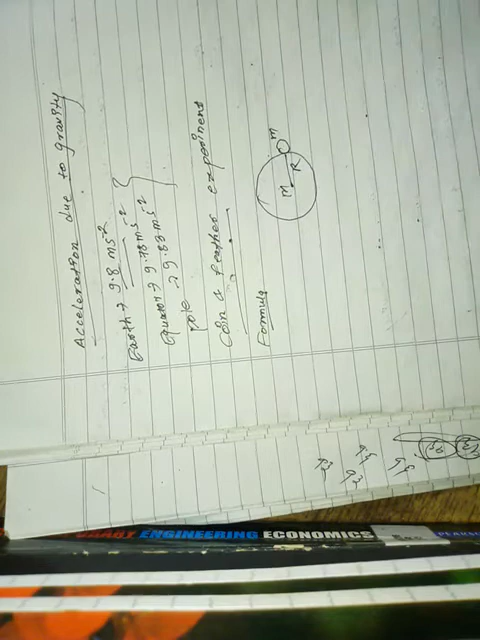 Acceleration due to gravity
Earth → 9.8 ms⁻²
Equator → 9.78 ms⁻²
pole → 9.83 ms⁻²
Coin & feather experiment
Formula
M R m
ENGINEERING ECONOMICS